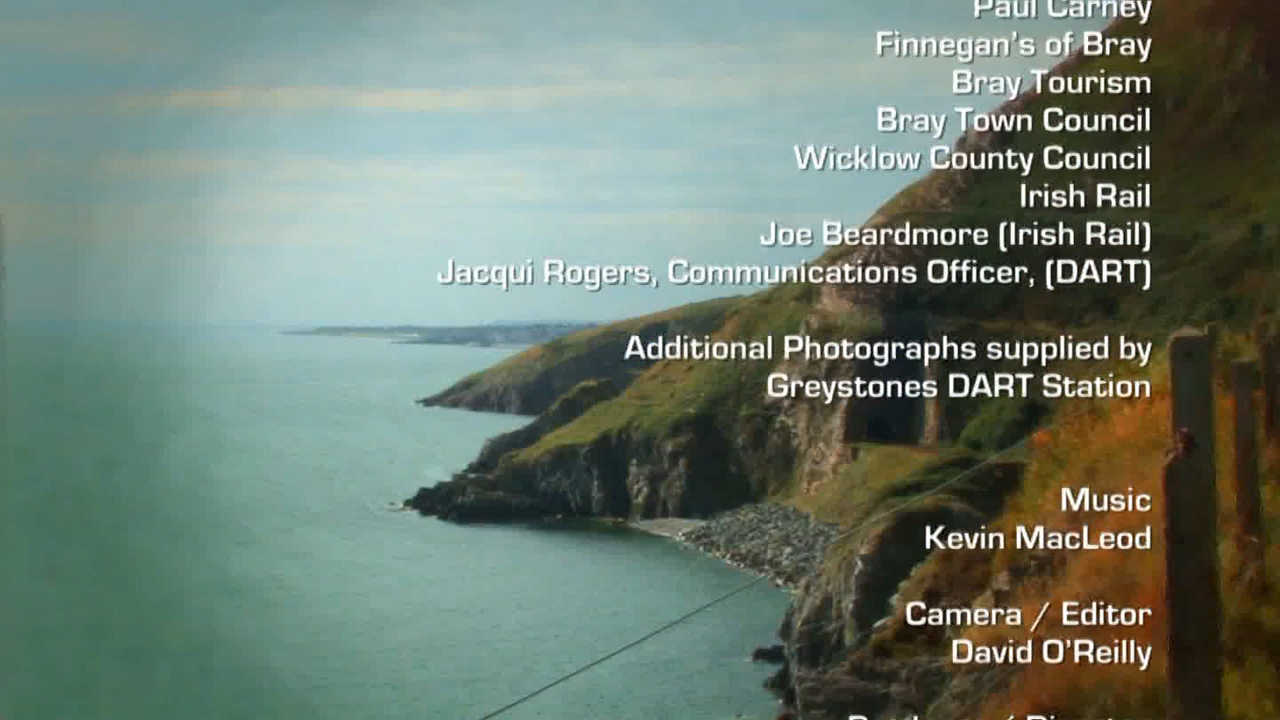 Paul Carney
Finnegan's of Bray
Bray Tourism
Bray Town Council
Wicklow County Council
Irish Rail
Joe Beardmore (Irish Rail)
Jacqui Rogers, Communications Officer, (DART)
Additional Photographs supplied by
Greystones DART Station
Music
Kevin MacLeod
Camera / Editor
David O'Reilly